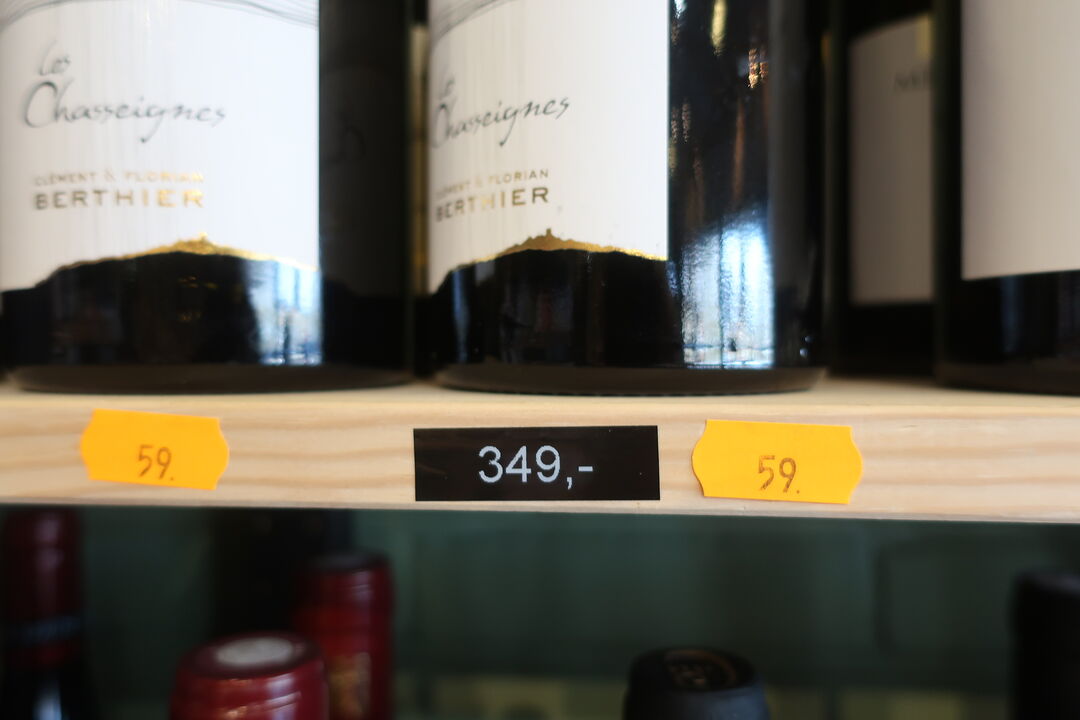 Les
Chasseignes
CLÉMENT & FLORIAN
BERTHIER
Les
Chasseignes
CLÉMENT & FLORIAN
BERTHIER
59.
349,-
59.